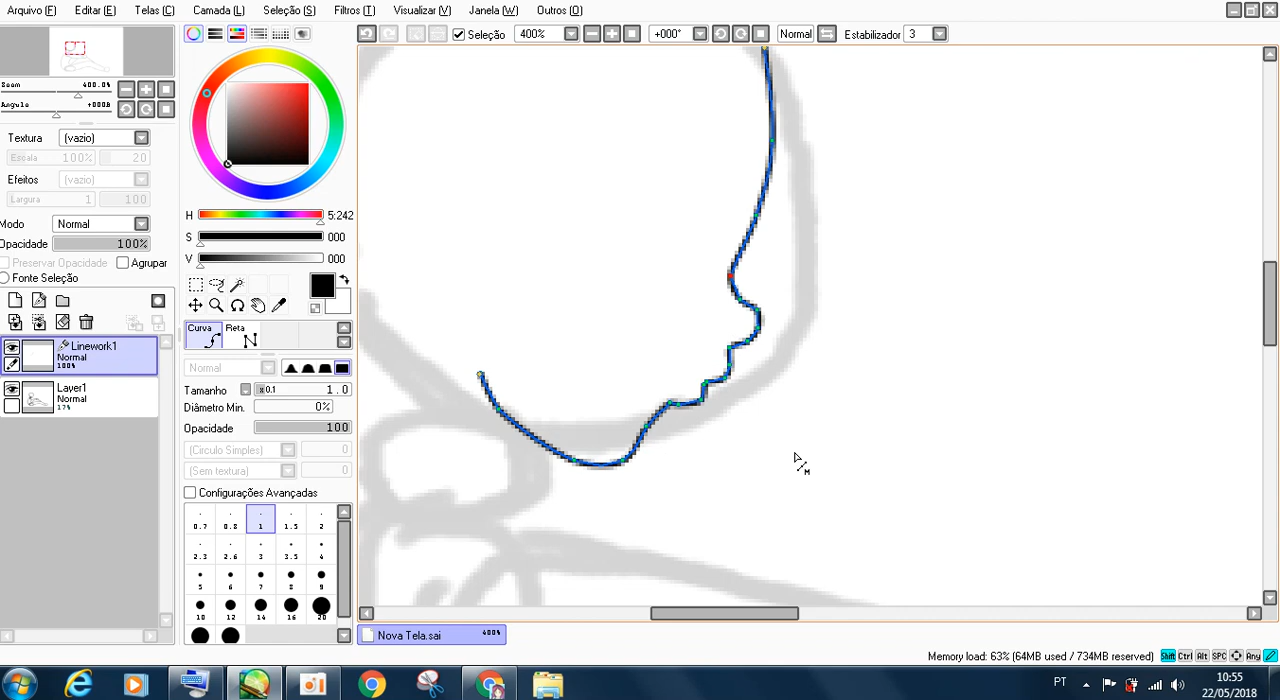 Arquivo (F) Editar (E) Telas (C) Camada (L) Seleção (S) Filtros (T) Visualizar (V) Janela (W) Outros (O)
Seleção 400% +000° Normal Estabilizador 3
Zoom 400.0%
Angulo +000Â
Textura (vazio)
Escala 100% 20
Efeitos (vazio)
Largura 1 100
Modo Normal
Opacidade 100%
Preservar Opacidade Agrupar
Fonte Seleção
Linework1
Normal
100%
Layer1
Normal
17%
H 5:242
S 000
V 000
Curva Reta
Normal
Tamanho x0.1 1.0
Diâmetro Min. 0%
Opacidade 100
(Circulo Simples) 0
(Sem textura) 0
Configurações Avançadas
0.7 0.8 1 1.5 2
2.3 2.6 3 3.5 4
5 6 7 8 9
10 12 14 16 20
M
Nova Tela.sai 400%
Memory load: 63% (64MB used / 734MB reserved) Shift Ctrl Alt SPC Any
PT 10:55
22/05/2018